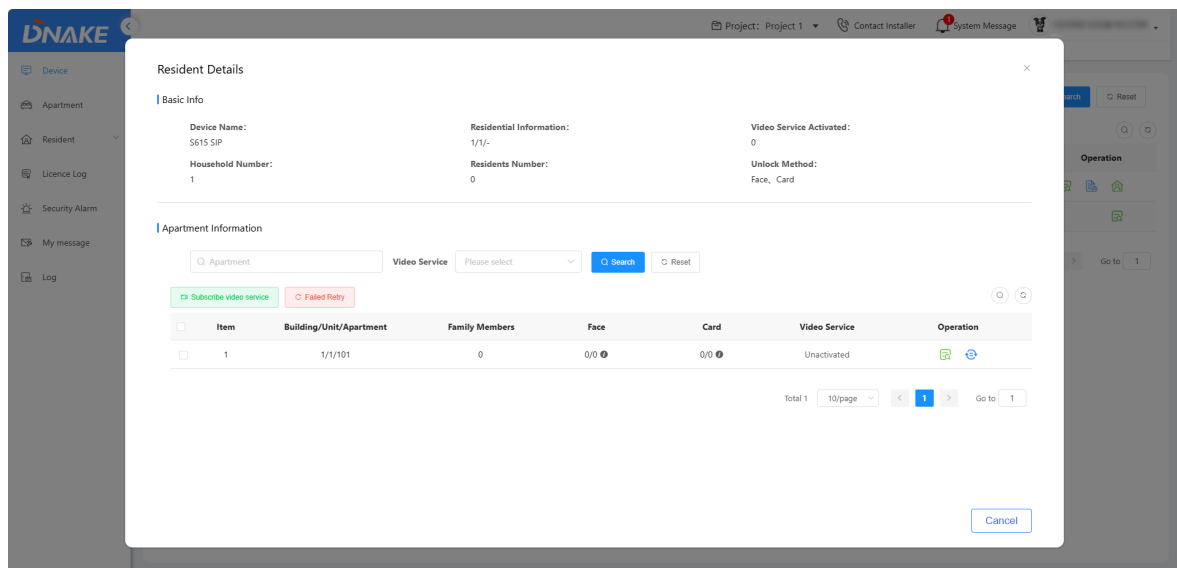 DNAKE
Project: Project 1
Contact Installer
1
System Message
Device
Apartment
Resident
Licence Log
Security Alarm
My message
Log
Resident Details
Basic Info
Device Name:
S615 SIP
Residential Information:
1/1/-
Video Service Activated:
0
Household Number:
1
Residents Number:
0
Unlock Method:
Face、Card
Apartment Information
Apartment
Video Service
Please select
Search
Reset
Subscribe video service
Failed Retry
Item Building/Unit/Apartment Family Members Face Card Video Service Operation
1 1/1/101 0 0/0 0/0 Unactivated
Total 1 10/page < 1 > Go to 1
Cancel
Reset
Operation
> Go to 1